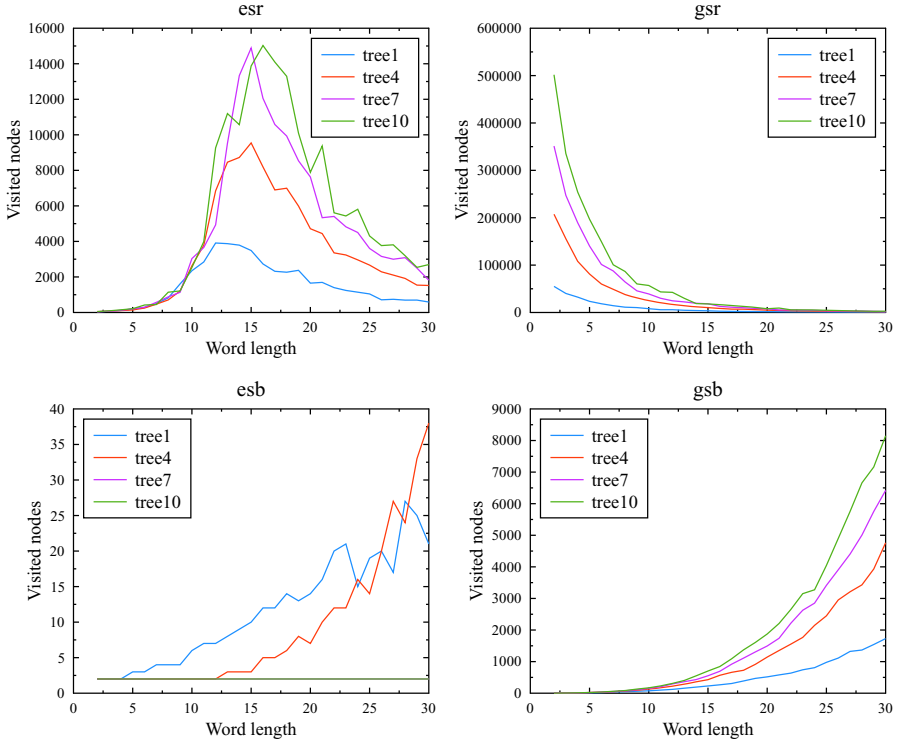 esr
16000
14000
12000
10000
8000
6000
4000
2000
0
Visited nodes
tree1
tree4
tree7
tree10
0 5 10 15 20 25 30
Word length
gsr
600000
500000
400000
300000
200000
100000
0
Visited nodes
tree1
tree4
tree7
tree10
0 5 10 15 20 25 30
Word length
esb
40
35
30
25
20
15
10
5
0
Visited nodes
tree1
tree4
tree7
tree10
0 5 10 15 20 25 30
Word length
gsb
9000
8000
7000
6000
5000
4000
3000
2000
1000
0
Visited nodes
tree1
tree4
tree7
tree10
0 5 10 15 20 25 30
Word length